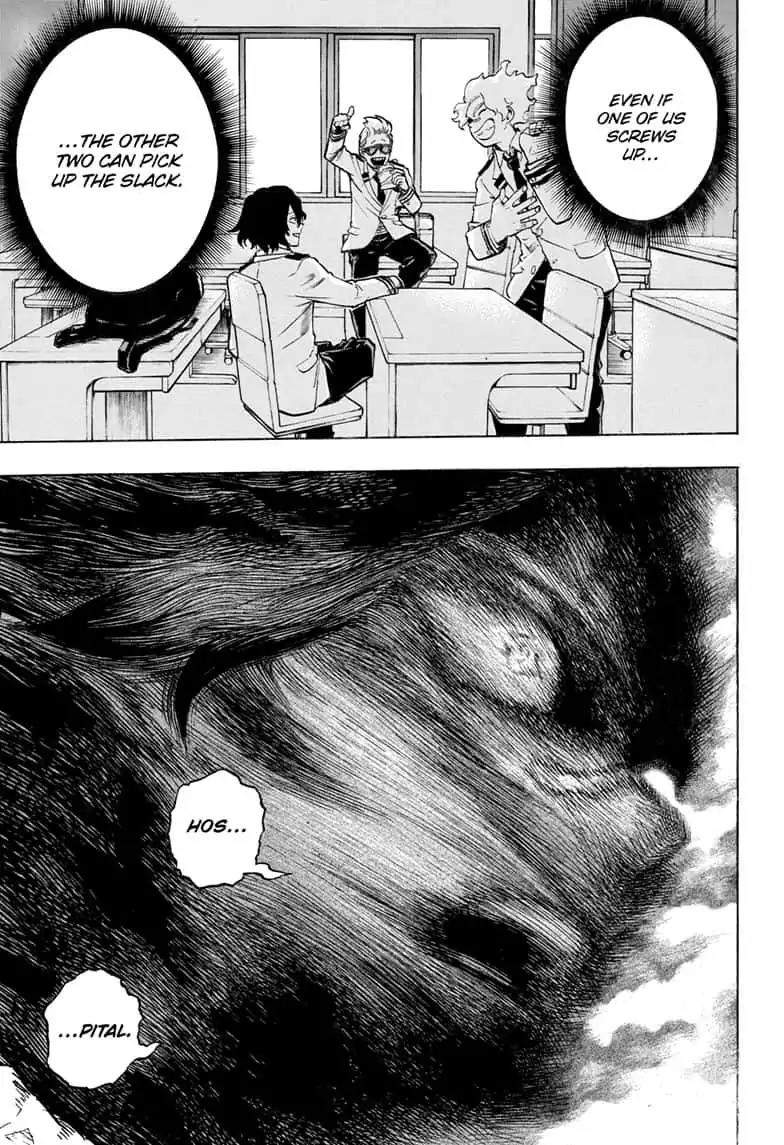 EVEN IF
ONE OF US
SCREWS
UP...
...THE OTHER
TWO CAN PICK
UP THE SLACK.
HOS...
...PITAL.